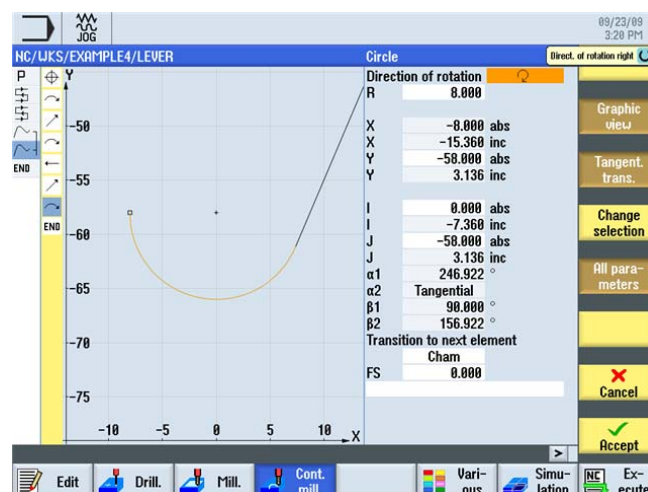 JOG
09/23/09
3:20 PM
NC/WKS/EXAMPLE4/LEVER
Circle
Direct. of rotation right
P
END
END
Y
-50
-55
-60
-65
-70
-75
-10 -5 0 5 10 X
Direction of rotation
R 8.000
X -8.000 abs
X -15.360 inc
Y -58.000 abs
Y 3.136 inc
I 0.000 abs
I -7.360 inc
J -58.000 abs
J 3.136 inc
α1 246.922 °
α2 Tangential
β1 90.000 °
β2 156.922 °
Transition to next element
Cham
FS 0.000
Graphic
view
Tangent.
trans.
Change
selection
All para-
meters
Cancel
Accept
>
Edit
Drill.
Mill.
Cont.
mill.
Vari-
ous
Simu-
lation
NC
Ex-
ecute